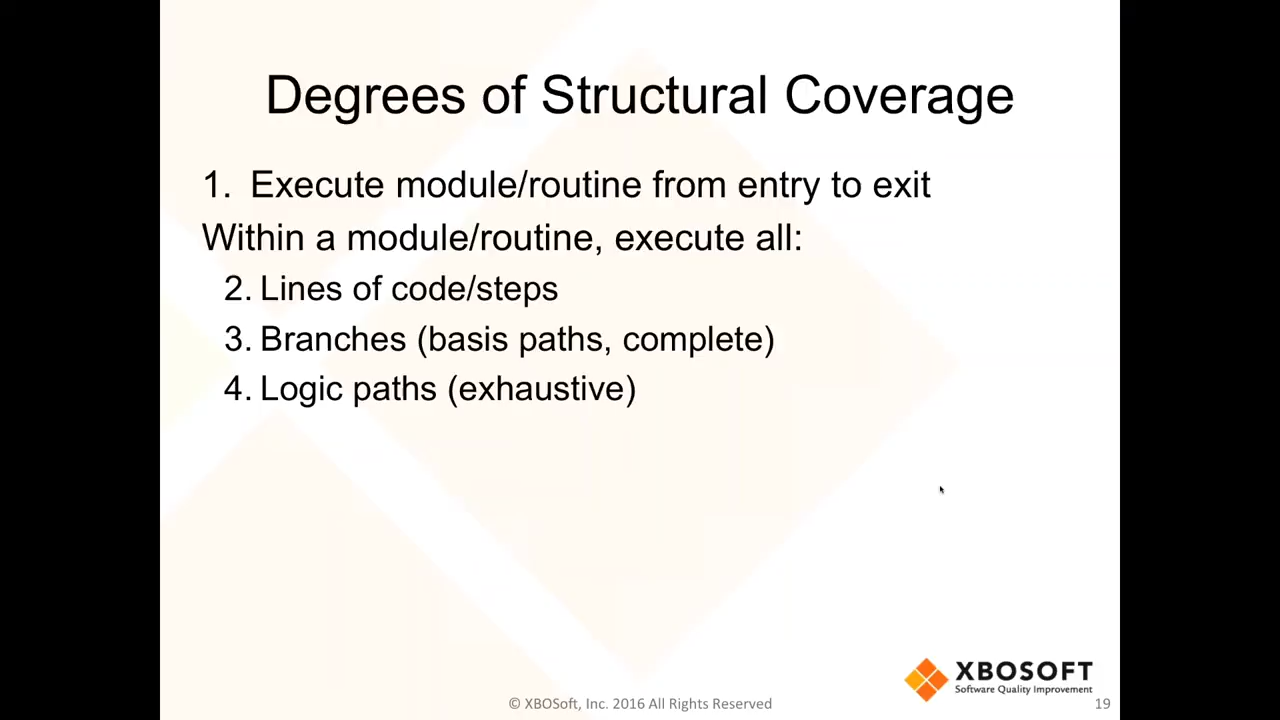 Degrees of Structural Coverage
1. Execute module/routine from entry to exit
Within a module/routine, execute all:
2. Lines of code/steps
3. Branches (basis paths, complete)
4. Logic paths (exhaustive)
XBOSOFT
Software Quality Improvement
© XBOSoft, Inc. 2016 All Rights Reserved
19